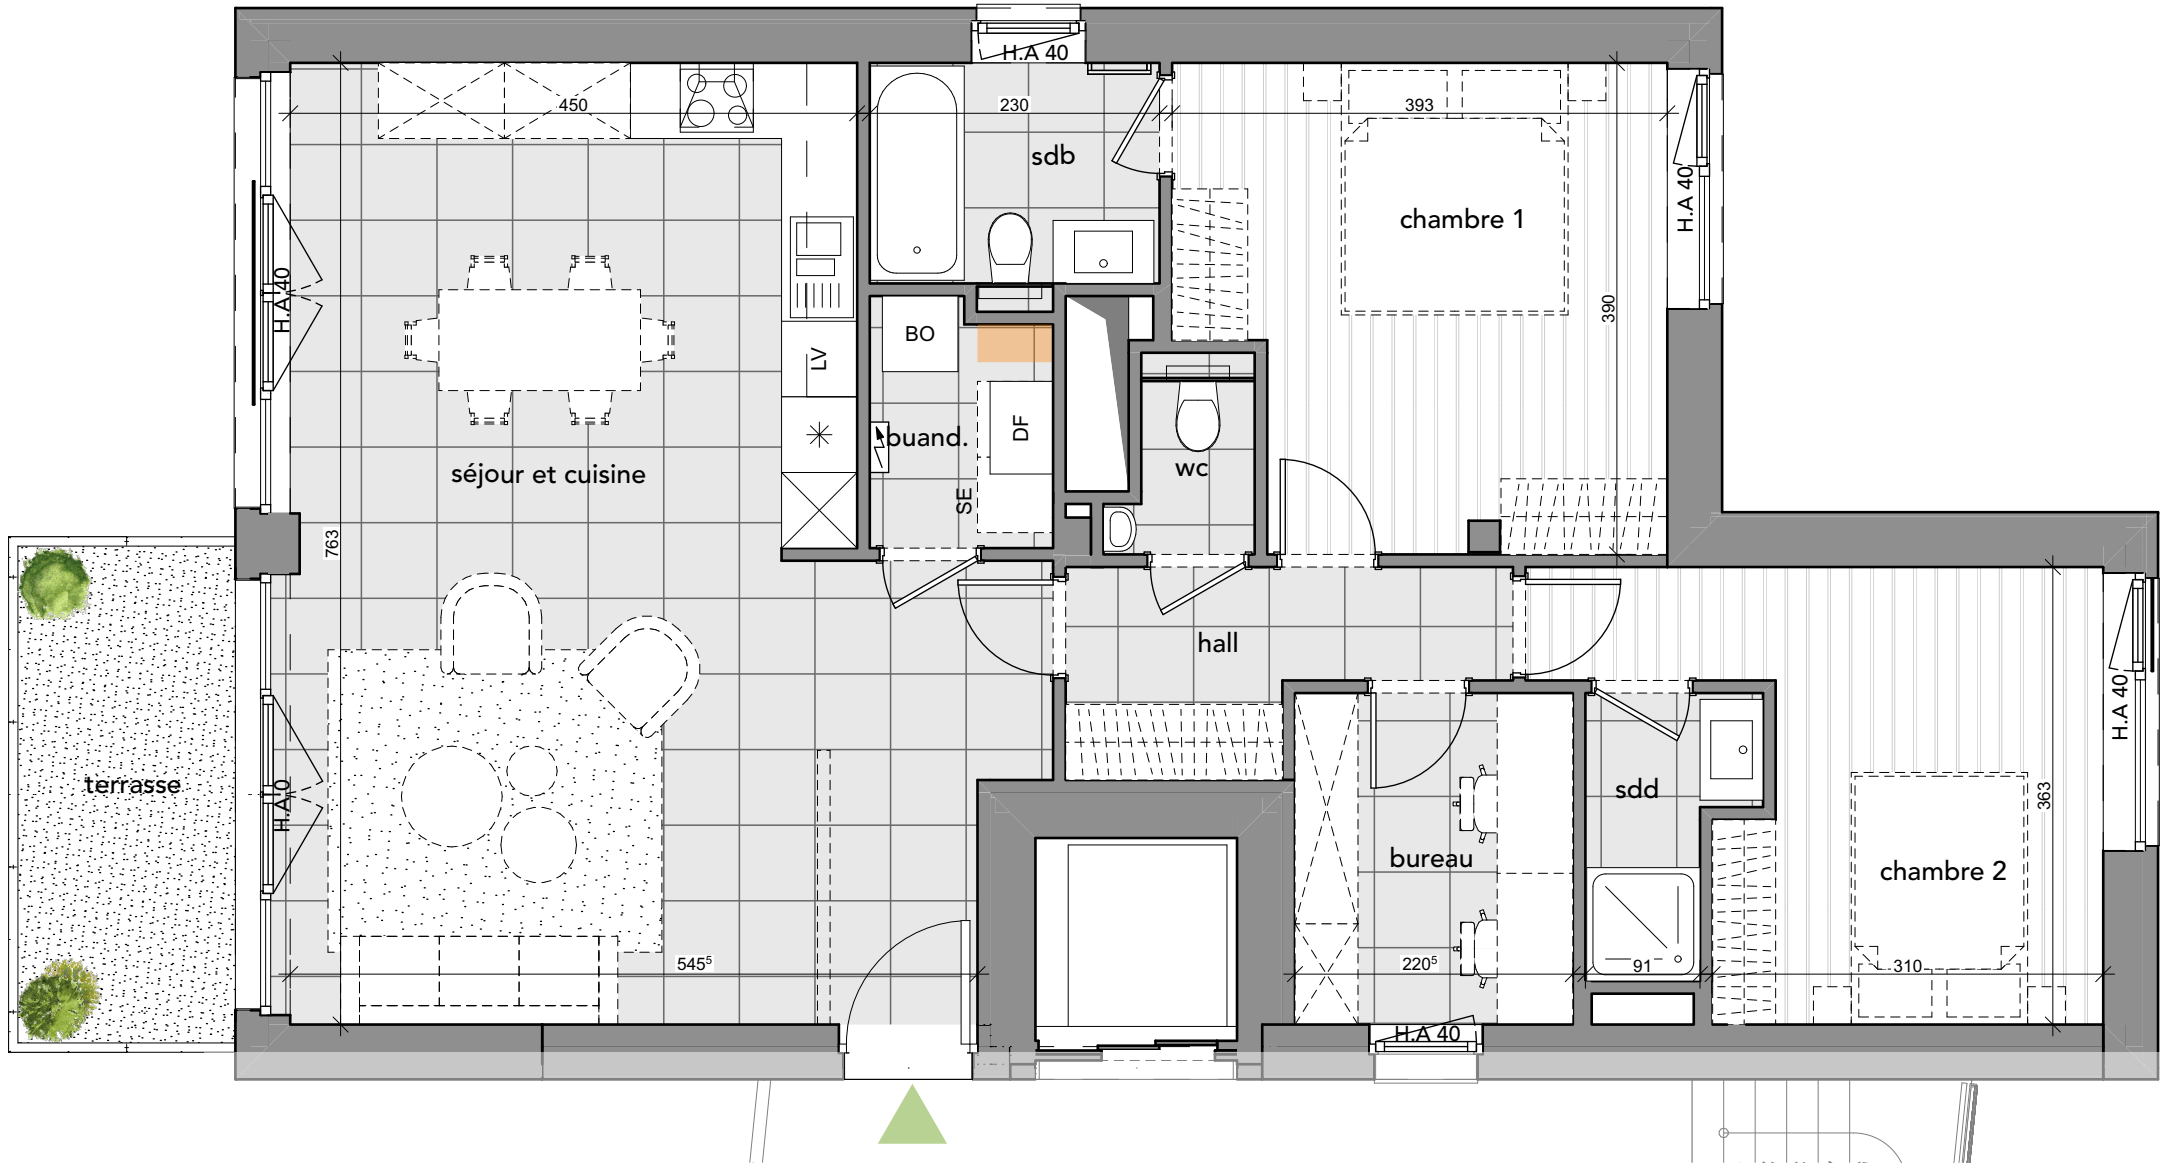 H.A 40
450
230
393
sdb
chambre 1
H.A 40
H.A 40
390
BO
LV
DF
buand.
séjour et cuisine
wc
SE
763
hall
terrasse
H.A 0
sdd
H.A 40
363
bureau
chambre 2
545⁵
220⁵
91
310
H.A 40